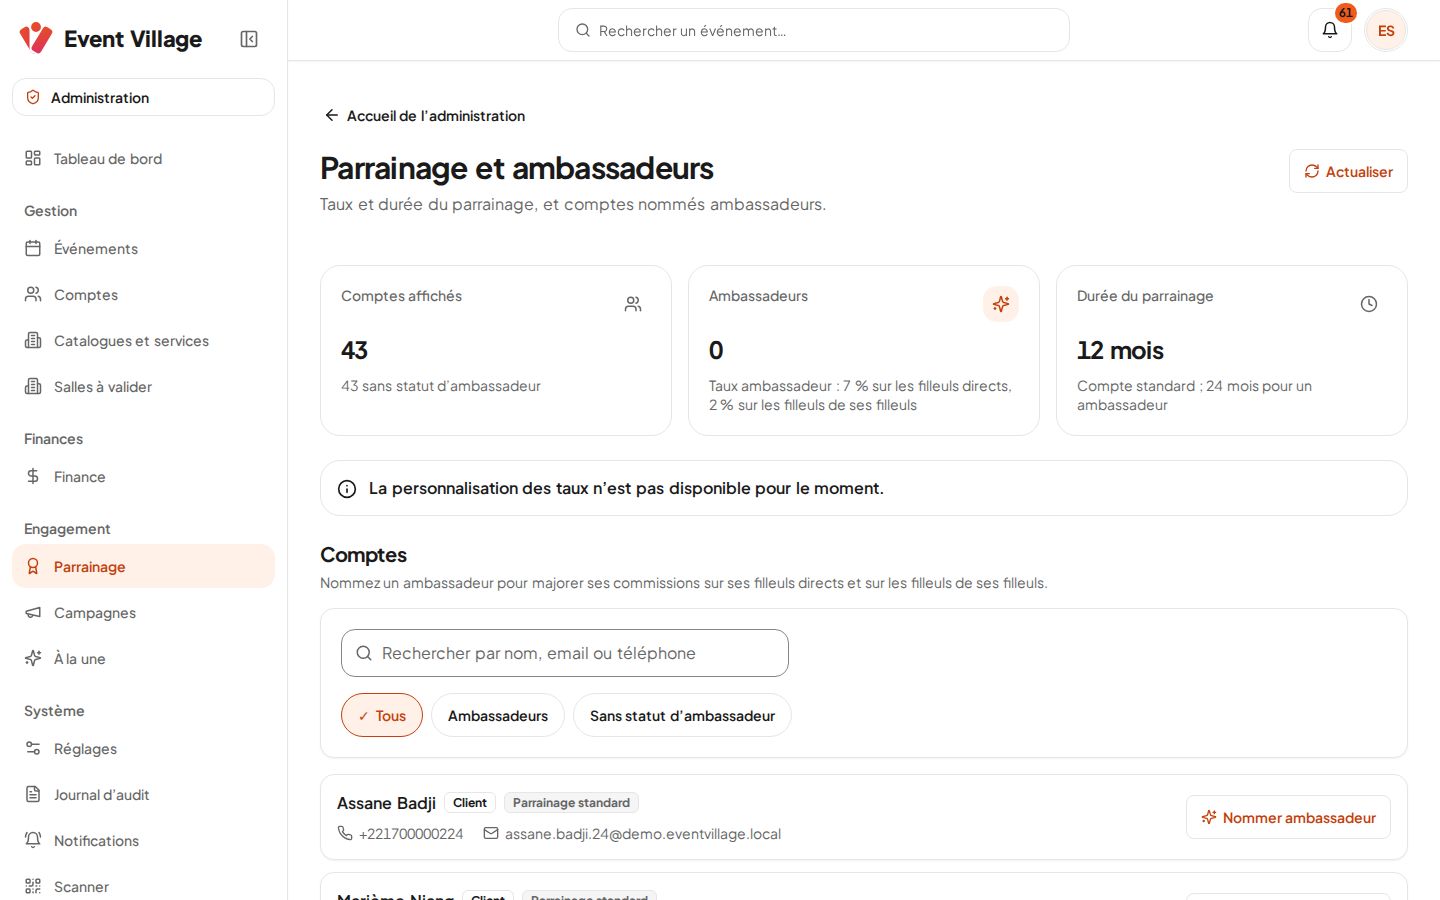 Event Village
Rechercher un événement…
61
ES
Administration
Tableau de bord
Gestion
Événements
Comptes
Catalogues et services
Salles à valider
Finances
Finance
Engagement
Parrainage
Campagnes
À la une
Système
Réglages
Journal d’audit
Notifications
Scanner
Accueil de l’administration
Parrainage et ambassadeurs
Taux et durée du parrainage, et comptes nommés ambassadeurs.
Actualiser
Comptes affichés
43
43 sans statut d’ambassadeur
Ambassadeurs
0
Taux ambassadeur : 7 % sur les filleuls directs,
2 % sur les filleuls de ses filleuls
Durée du parrainage
12 mois
Compte standard ; 24 mois pour un
ambassadeur
La personnalisation des taux n’est pas disponible pour le moment.
Comptes
Nommez un ambassadeur pour majorer ses commissions sur ses filleuls directs et sur les filleuls de ses filleuls.
Rechercher par nom, email ou téléphone
✓ Tous
Ambassadeurs
Sans statut d’ambassadeur
Assane Badji Client Parrainage standard
+221700000224 assane.badji.24@demo.eventvillage.local
Nommer ambassadeur
Client Parrainage standard